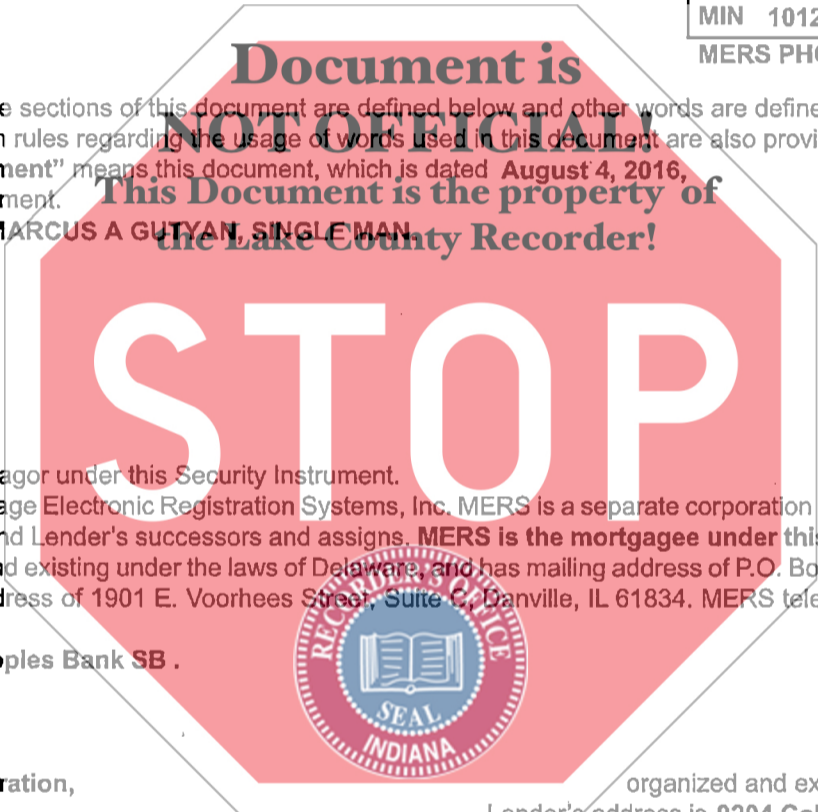 MIN 1012
Document is
MERS PHO
e sections of this document are defined below and other words are define
NOT OFFICIAL!
n rules regarding the usage of words used in this document are also provi
ment” means this document, which is dated August 4, 2016,
This Document is the property of
ment.
MARCUS A GUTYAN, SINGLE MAN.
the Lake County Recorder!
STOP
agor under this Security Instrument.
age Electronic Registration Systems, Inc. MERS is a separate corporation
nd Lender's successors and assigns. MERS is the mortgagee under this
d existing under the laws of Delaware, and has mailing address of P.O. Bo
dress of 1901 E. Voorhees Street, Suite C, Danville, IL 61834. MERS tele
RECORDER'S OFFICE
oples Bank SB .
SEAL
INDIANA
ration,
organized and ex
Lender's address is 9204 Col